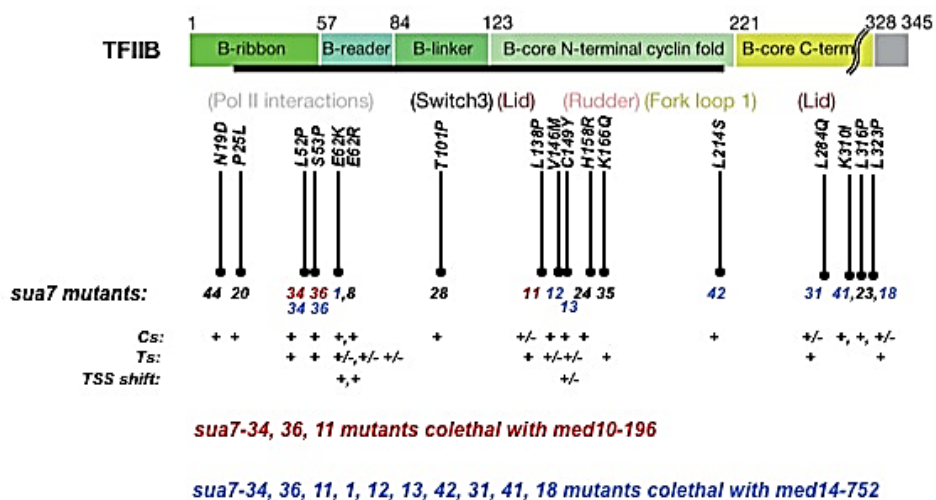 1 57 84 123 221 328 345
TFIIB B-ribbon B-reader B-linker B-core N-terminal cyclin fold B-core C-term
(Pol II interactions) (Switch3) (Lid) (Rudder) (Fork loop 1) (Lid)
N19D P25L L52P S53P E62K E62R T101P L138P V146M C149Y H158R K166Q L214S L284Q K310I L316P L323P
sua7 mutants: 44 20 34 36 1,8 28 11 12 24 35 42 31 41,23,18
34 36 13
Cs: + + + + +,+ + +/- + + + + +/- +, +, +/-
Ts: + + +/-,+/- +/- + +/-+/- + + +
TSS shift: +,+ +/-
sua7-34, 36, 11 mutants colethal with med10-196
sua7-34, 36, 11, 1, 12, 13, 42, 31, 41, 18 mutants colethal with med14-752